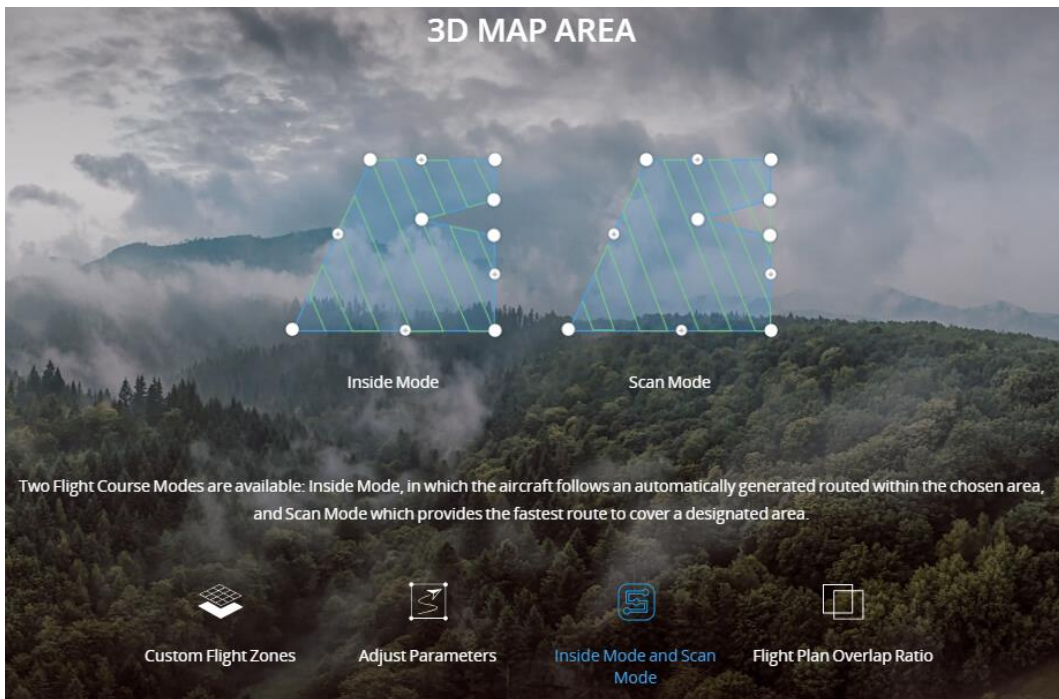 3D MAP AREA
Inside Mode
Scan Mode
Two Flight Course Modes are available: Inside Mode, in which the aircraft follows an automatically generated routed within the chosen area,
and Scan Mode which provides the fastest route to cover a designated area.
Custom Flight Zones
Adjust Parameters
Inside Mode and Scan
Mode
Flight Plan Overlap Ratio